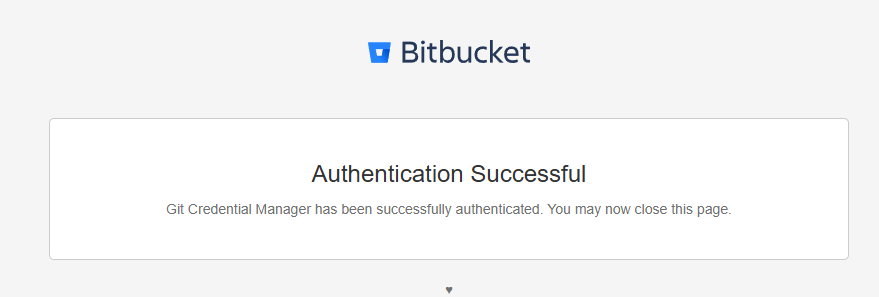 Bitbucket
Authentication Successful
Git Credential Manager has been successfully authenticated. You may now close this page.
♥